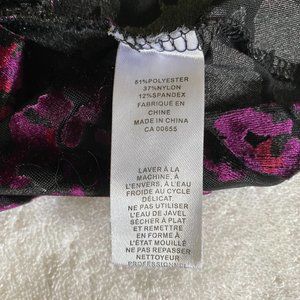 51%POLYESTER
37%NYLON
12%SPANDEX
FABRIQUÉ EN
CHINE
MADE IN CHINA
CA 00655
LAVER À LA
MACHINE, À
L'ENVERS, À L'EAU
FROIDE AU CYCLE
DÉLICAT.
NE PAS UTILISER
L'EAU DE JAVEL
SÉCHER À PLAT
ET REMETTRE
EN FORME À
L'ÉTAT MOUILLÉ
NE PAS REPASSER
NETTOYEUR
PROFESSIONNEL